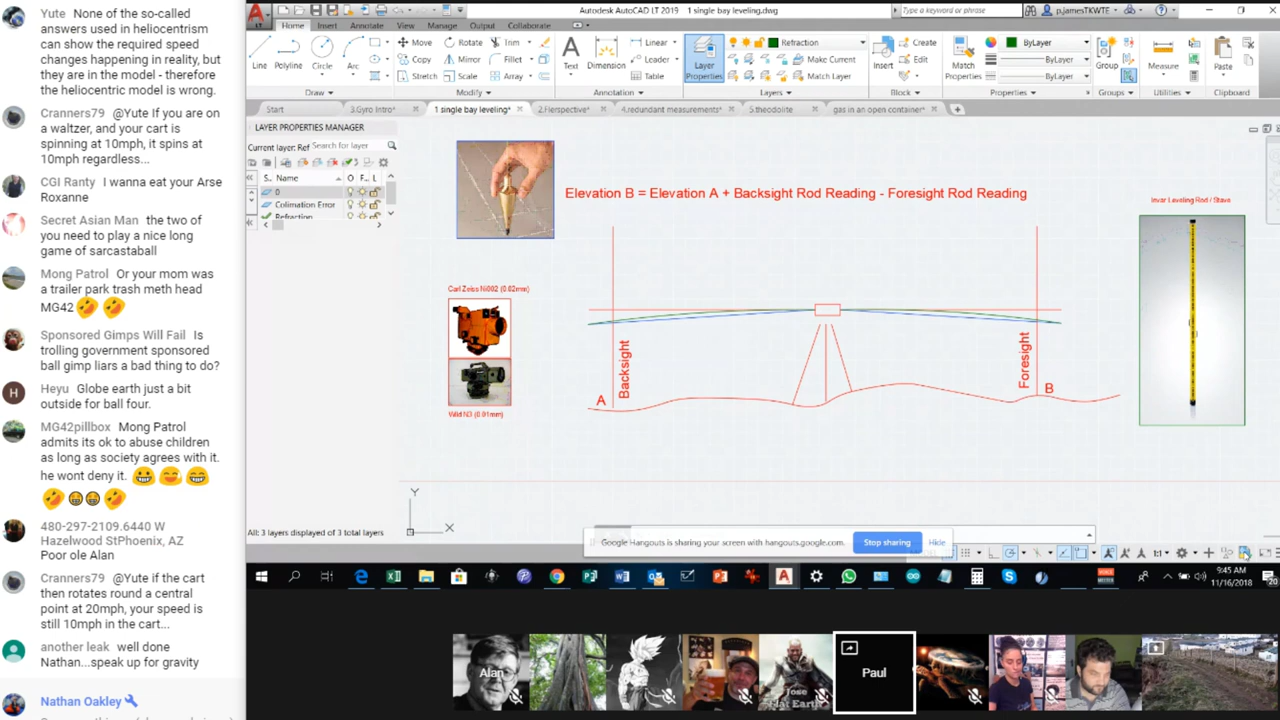 Yute None of the so-called
answers used in heliocentrism
can show the required speed
changes happening in reality, but
they are in the model - therefore
the heliocentric model is wrong.
Cranners79 @Yute If you are on
a waltzer, and your cart is
spinning at 10mph, it spins at
10mph regardless...
CGI Ranty I wanna eat your Arse
Roxanne
Secret Asian Man the two of
you need to play a nice long
game of sarcastaball
Mong Patrol Or your mom was
a trailer park trash meth head
MG42
Sponsored Gimps Will Fail Is
trolling government sponsored
ball gimp liars a bad thing to do?
H
Heyu Globe earth just a bit
outside for ball four.
MG42pillbox Mong Patrol
admits its ok to abuse children
as long as society agrees with it.
he wont deny it.
480-297-2109.6440 W
Hazelwood StPhoenix, AZ
Poor ole Alan
Cranners79 @Yute if the cart
then rotates round a central
point at 20mph, your speed is
still 10mph in the cart...
another leak well done
Nathan...speak up for gravity
Nathan Oakley
Autodesk AutoCAD LT 2019 1 single bay leveling.dwg
Type a keyword or phrase
p.jamesTKWTE
Home Insert Annotate View Manage Output Collaborate
Line Polyline Circle Arc
Move Rotate Trim
Copy Mirror Fillet
Stretch Scale Array
Text Dimension
Linear
Leader
Table
Layer
Properties
Refraction
Make Current
Match Layer
Insert
Create
Edit
Match
Properties
ByLayer
ByLayer
ByLayer
Group
Measure
Paste
Draw Modify Annotation Layers Block Properties Groups Utilities Clipboard
Start 3.Gyro Intro* 1 single bay leveling* 2.Perspective* 4.redundant measurements* 5.theodolite gas in an open container*
LAYER PROPERTIES MANAGER
Current layer: Ref
Search for layer
S.. Name O F.. L
0
Colimation Error
Refraction
All: 3 layers displayed of 3 total layers
Elevation B = Elevation A + Backsight Rod Reading - Foresight Rod Reading
Invar Leveling Rod / Stave
Carl Zeiss Ni002 (0.02mm)
Wild N3 (0.01mm)
Backsight
Foresight
A
B
Y
X
Google Hangouts is sharing your screen with hangouts.google.com.
Stop sharing
Hide
1:1
9:45 AM
11/16/2018
20
Alan
Jose
Flat Earth
Paul